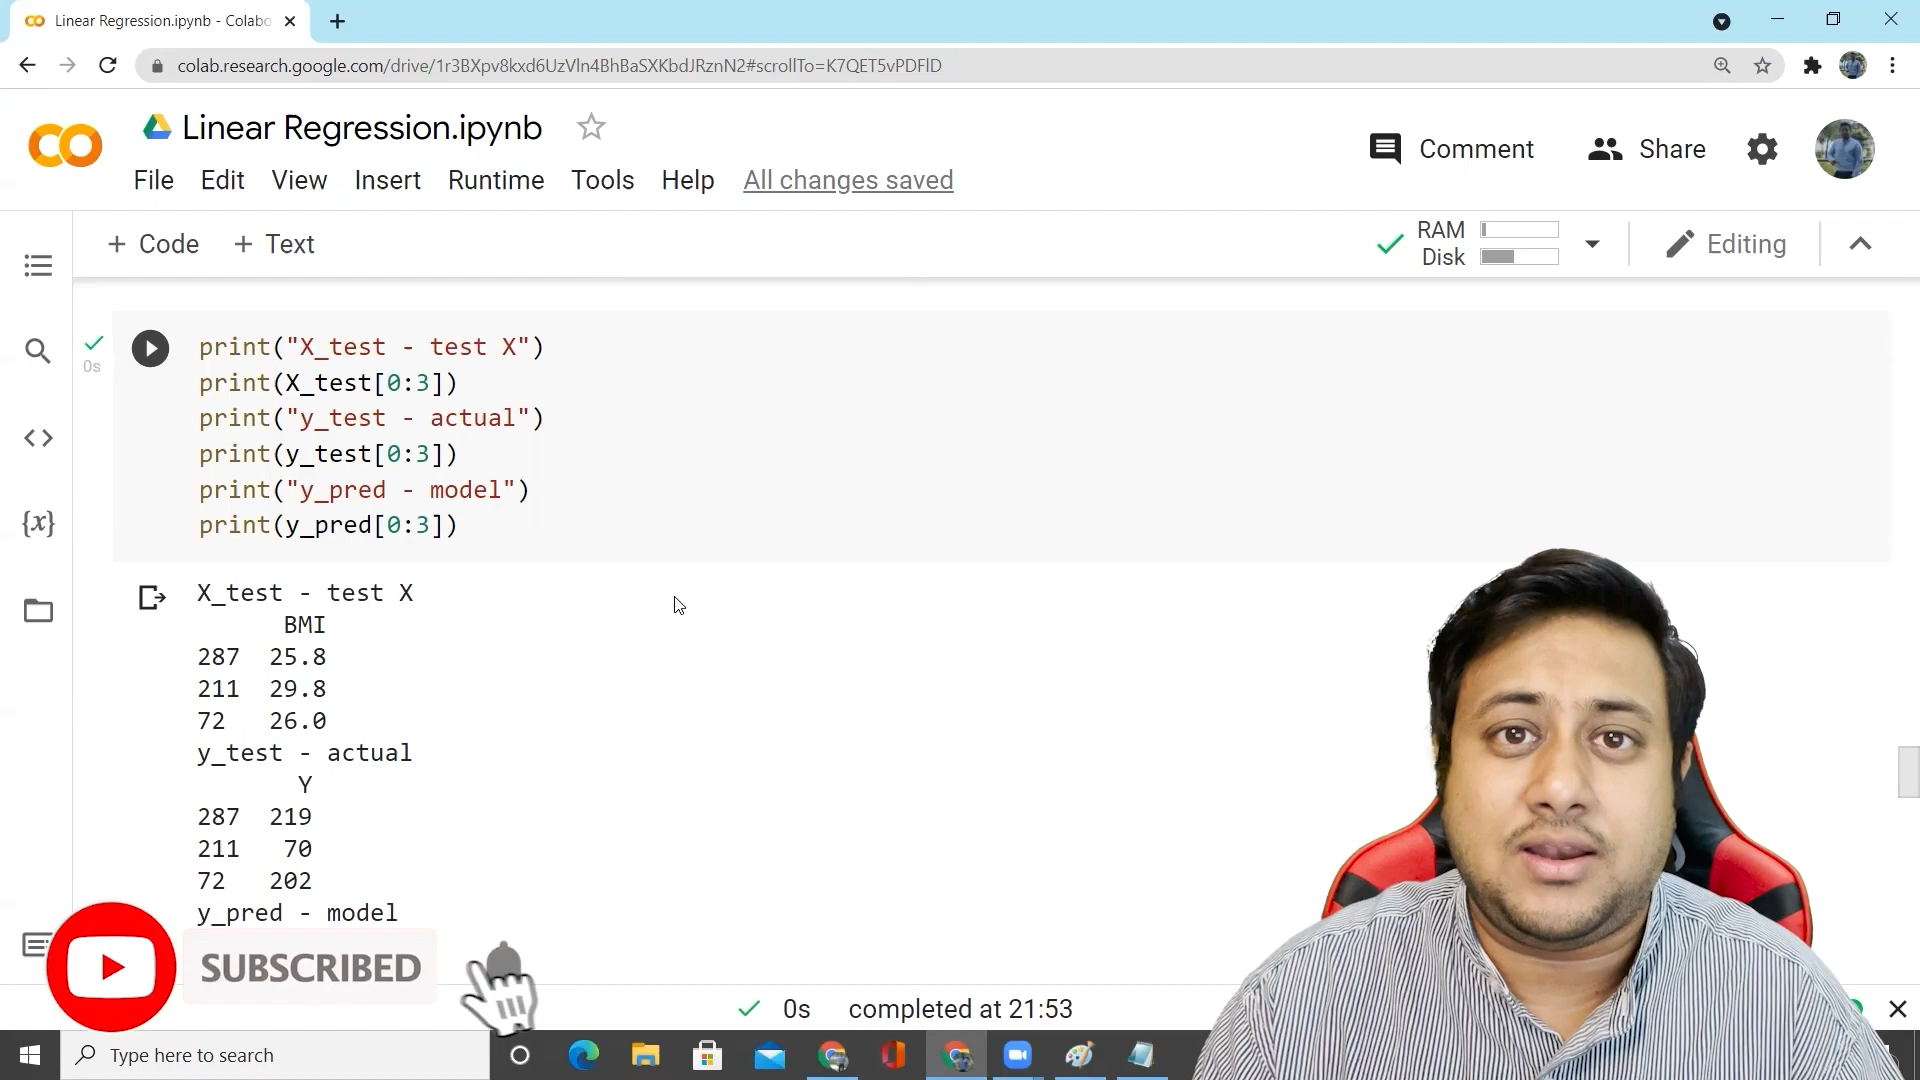 Linear Regression.ipynb - Colabo
colab.research.google.com/drive/1r3BXpv8kxd6UzVln4BhBaSXKbdJRznN2#scrollTo=K7QET5vPDFlD
Linear Regression.ipynb
Comment
Share
File Edit View Insert Runtime Tools Help All changes saved
+ Code + Text
RAM
Disk
Editing
0s
print("X_test - test X")
print(X_test[0:3])
print("y_test - actual")
print(y_test[0:3])
print("y_pred - model")
print(y_pred[0:3])
{x}
X_test - test X
BMI
287 25.8
211 29.8
72 26.0
y_test - actual
Y
287 219
211 70
72 202
y_pred - model
SUBSCRIBED
0s completed at 21:53
Type here to search